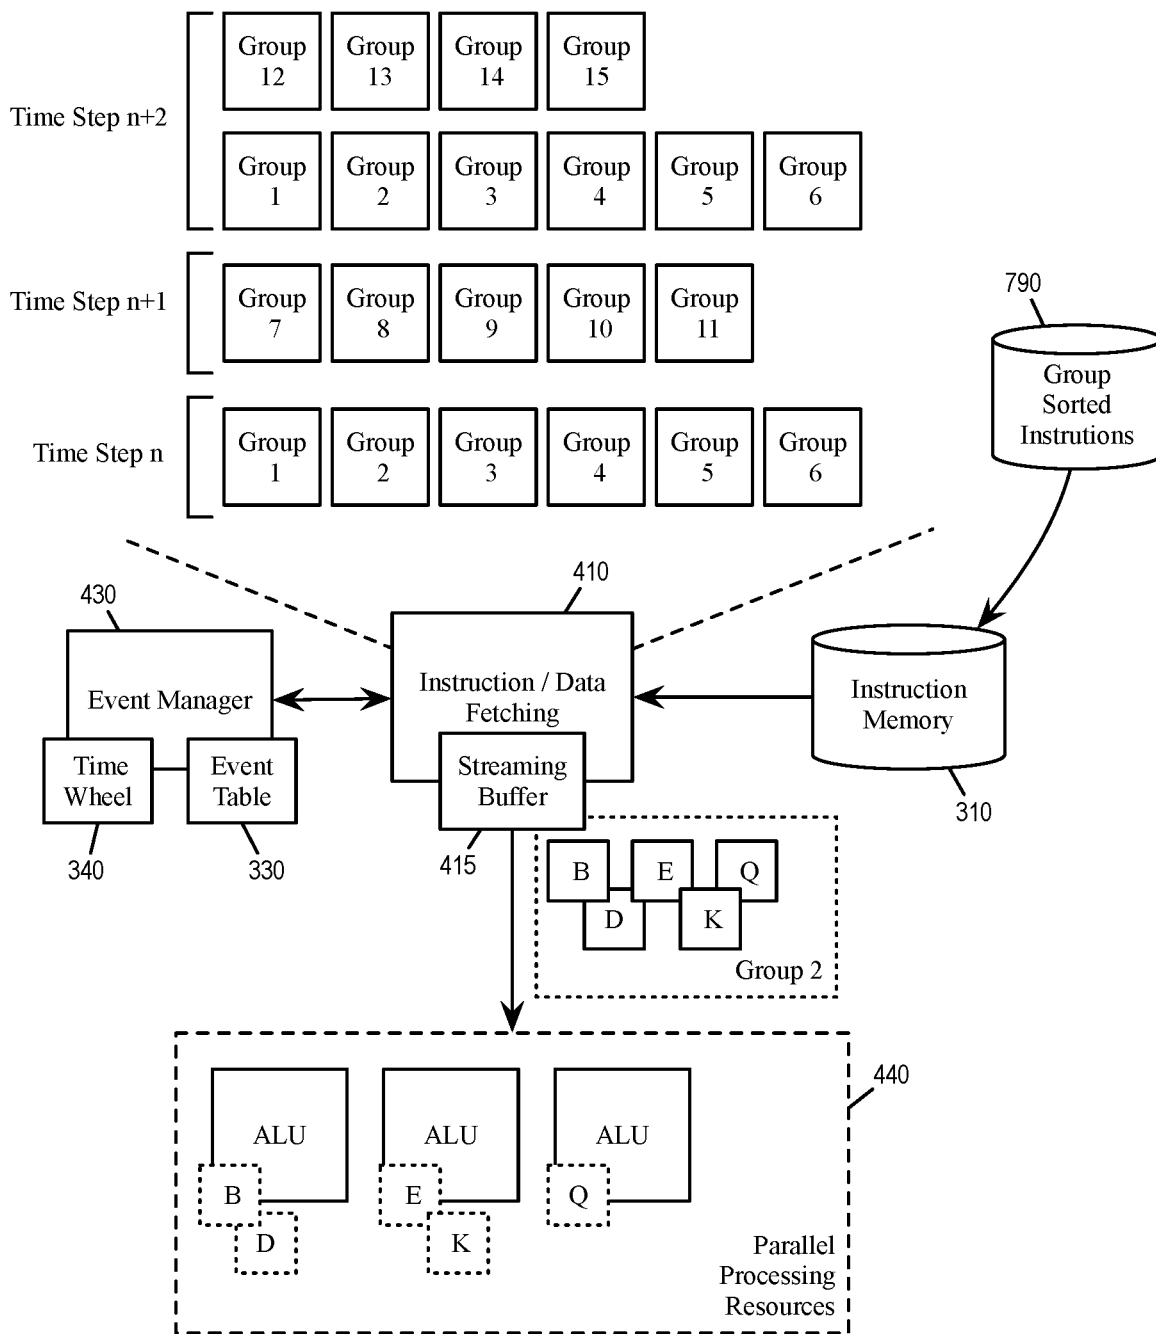 Group
12
Group
13
Group
14
Group
15
Time Step n+2
Group
1
Group
2
Group
3
Group
4
Group
5
Group
6
Time Step n+1
Group
7
Group
8
Group
9
Group
10
Group
11
790
Group
Sorted
Instrutions
Time Step n
Group
1
Group
2
Group
3
Group
4
Group
5
Group
6
430
410
Event Manager
Instruction / Data
Fetching
Instruction
Memory
Time
Wheel
Event
Table
Streaming
Buffer
340
330
415
310
B
E
Q
D
K
Group 2
440
ALU
ALU
ALU
B
E
Q
D
K
Parallel
Processing
Resources